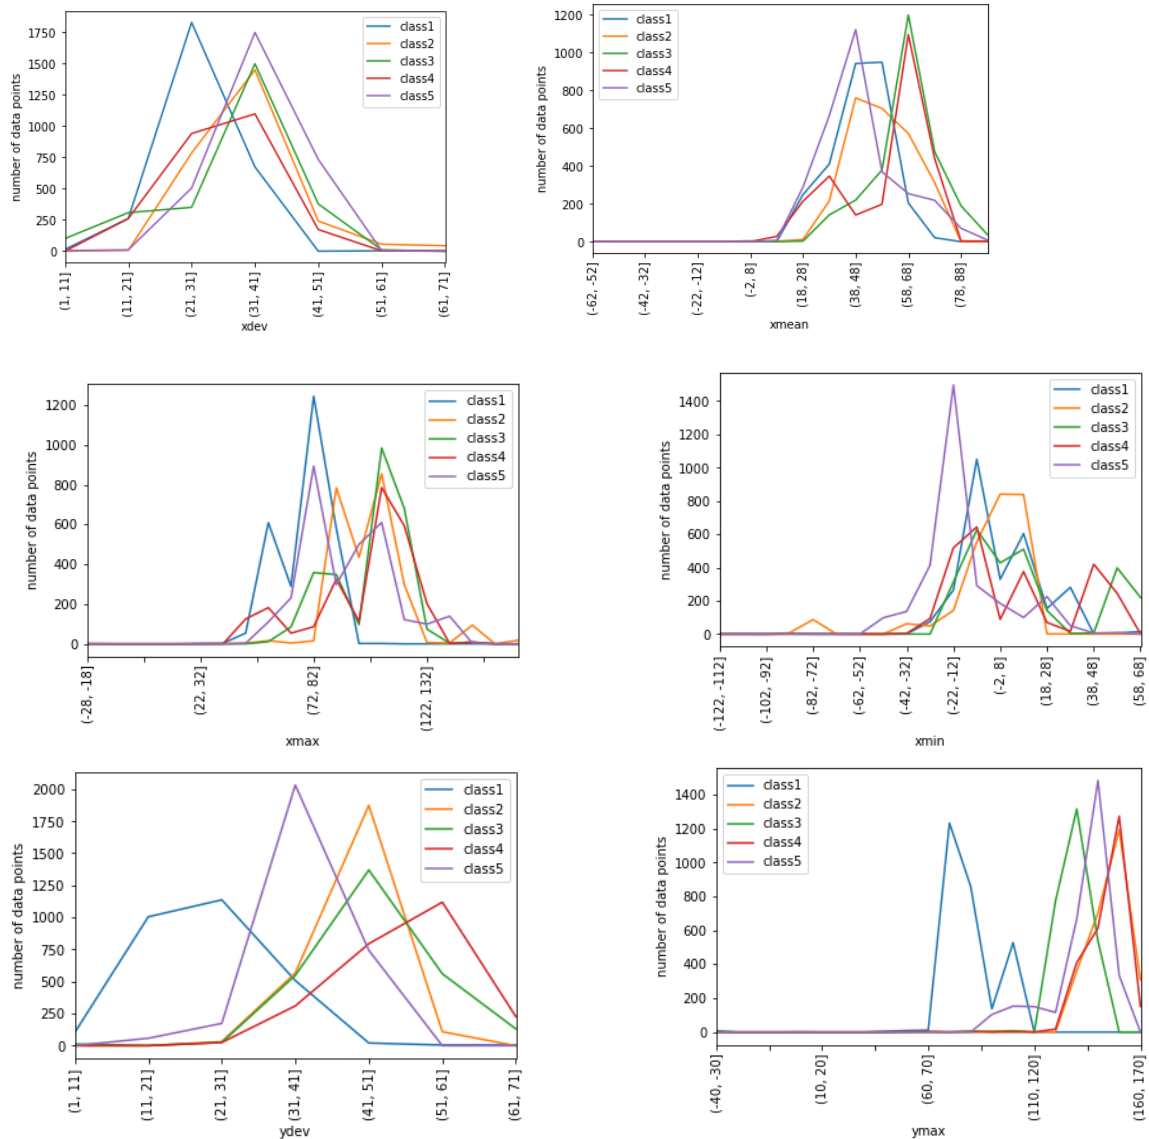 number of data points
1750
1500
1250
1000
750
500
250
0
class1
class2
class3
class4
class5
(1, 11]
(11, 21]
(21, 31]
(31, 41]
(41, 51]
(51, 61]
(61, 71]
xdev
number of data points
1200
1000
800
600
400
200
0
class1
class2
class3
class4
class5
(-62, -52]
(-42, -32]
(-22, -12]
(-2, 8]
(18, 28]
(38, 48]
(58, 68]
(78, 88]
xmean
number of data points
1200
1000
800
600
400
200
0
class1
class2
class3
class4
class5
(-28, -18]
(22, 32]
(72, 82]
(122, 132]
xmax
number of data points
1400
1200
1000
800
600
400
200
0
class1
class2
class3
class4
class5
(-122, -112]
(-102, -92]
(-82, -72]
(-62, -52]
(-42, -32]
(-22, -12]
(-2, 8]
(18, 28]
(38, 48]
(58, 68]
xmin
number of data points
2000
1750
1500
1250
1000
750
500
250
0
class1
class2
class3
class4
class5
(1, 11]
(11, 21]
(21, 31]
(31, 41]
(41, 51]
(51, 61]
(61, 71]
ydev
number of data points
1400
1200
1000
800
600
400
200
0
class1
class2
class3
class4
class5
(-40, -30]
(10, 20]
(60, 70]
(110, 120]
(160, 170]
ymax